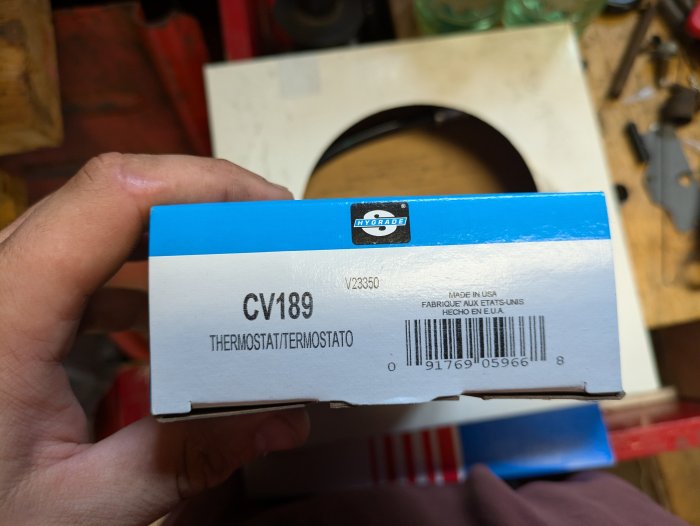 HYGRADE
V23350
CV189
THERMOSTAT/TERMOSTATO
MADE IN USA
FABRIQUE' AUX ETATS-UNIS
HECHO EN E.U.A.
0 91769 05966 8